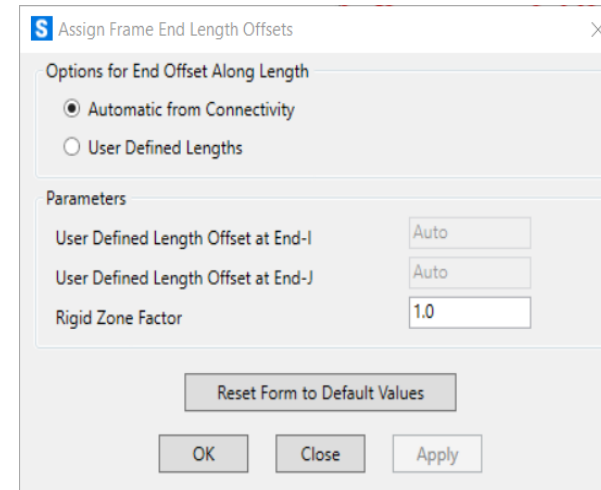 S Assign Frame End Length Offsets
Options for End Offset Along Length
Automatic from Connectivity
User Defined Lengths
Parameters
User Defined Length Offset at End-I Auto
User Defined Length Offset at End-J Auto
Rigid Zone Factor 1.0
Reset Form to Default Values
OK Close Apply